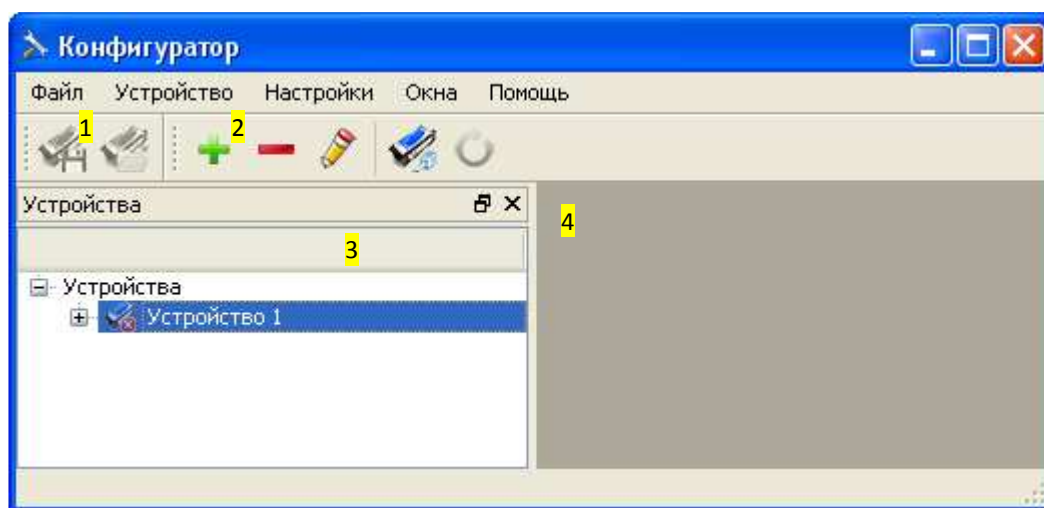 Конфигуратор
Файл Устройство Настройки Окна Помощь
1 2
Устройства
4
3
Устройства
Устройство 1